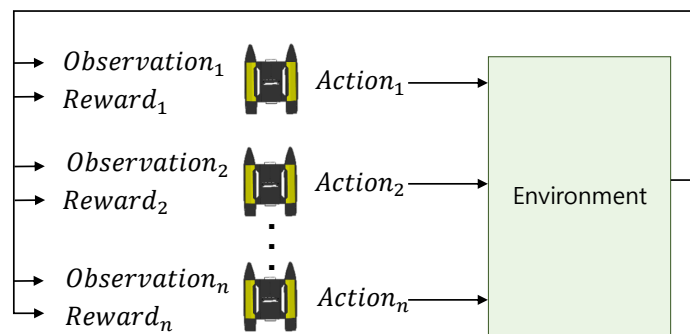 Observation₁
Reward₁
Action₁
Observation₂
Reward₂
Action₂
Observationₙ
Rewardₙ
Actionₙ
Environment